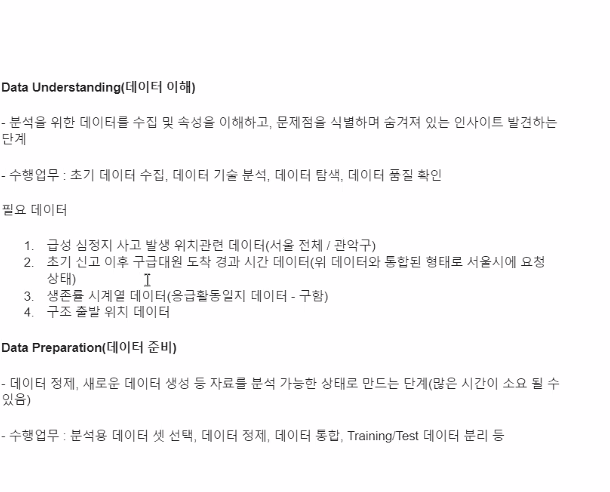 Data Understanding(데이터 이해)
- 분석을 위한 데이터를 수집 및 속성을 이해하고, 문제점을 식별하며 숨겨져 있는 인사이트 발견하는
단계
- 수행업무 : 초기 데이터 수집, 데이터 기술 분석, 데이터 탐색, 데이터 품질 확인
필요 데이터
1. 급성 심정지 사고 발생 위치관련 데이터(서울 전체 / 관악구)
2. 초기 신고 이후 구급대원 도착 경과 시간 데이터(위 데이터와 통합된 형태로 서울시에 요청
상태)
3. 생존률 시계열 데이터(응급활동일지 데이터 - 구함)
4. 구조 출발 위치 데이터
Data Preparation(데이터 준비)
- 데이터 정제, 새로운 데이터 생성 등 자료를 분석 가능한 상태로 만드는 단계(많은 시간이 소요 될 수
있음)
- 수행업무 : 분석용 데이터 셋 선택, 데이터 정제, 데이터 통합, Training/Test 데이터 분리 등